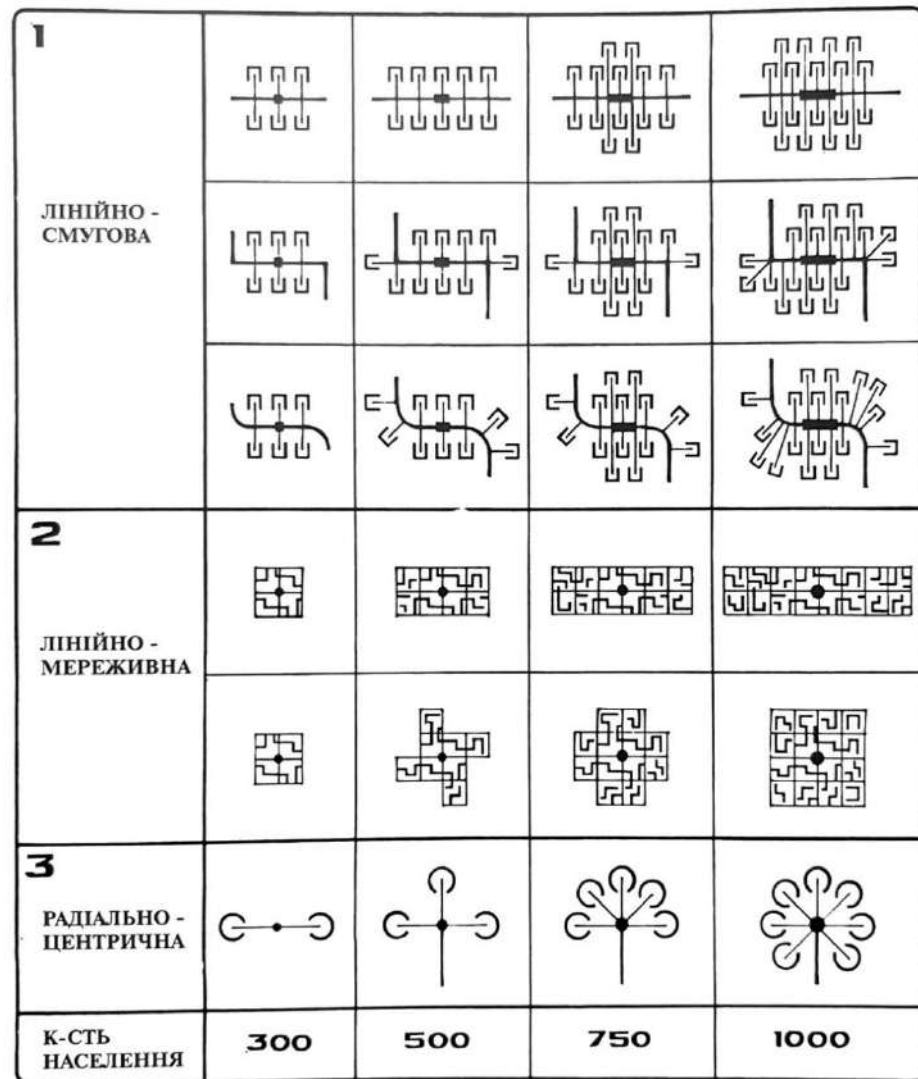 1
ЛІНІЙНО -
СМУГОВА
2
ЛІНІЙНО -
МЕРЕЖИВНА
3
РАДІАЛЬНО -
ЦЕНТРИЧНА
К-СТЬ
НАСЕЛЕННЯ
300
500
750
1000